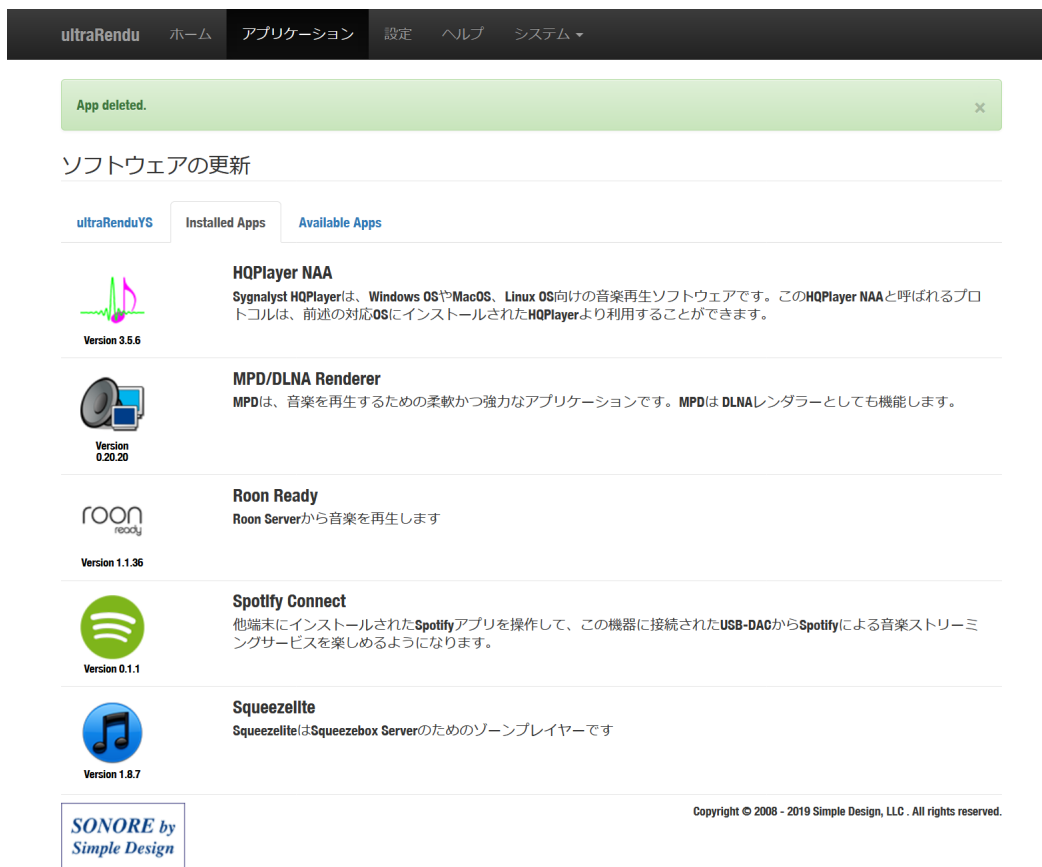 ultraRendu ホーム アプリケーション 設定 ヘルプ システム
App deleted. ×
ソフトウェアの更新
ultraRenduYS Installed Apps Available Apps
HQPlayer NAA
Sygnalyst HQPlayerは、Windows OSやMacOS、Linux OS向けの音楽再生ソフトウェアです。このHQPlayer NAAと呼ばれるプロ
トコルは、前述の対応OSにインストールされたHQPlayerより利用することができます。
Version 3.5.6
MPD/DLNA Renderer
MPDは、音楽を再生するための柔軟かつ強力なアプリケーションです。MPDは DLNAレンダラーとしても機能します。
Version
0.20.20
Roon Ready
Roon Serverから音楽を再生します
roon
ready
Version 1.1.36
Spotify Connect
他端末にインストールされたSpotifyアプリを操作して、この機器に接続されたUSB-DACからSpotifyによる音楽ストリーミ
ングサービスを楽しめるようになります。
Version 0.1.1
Squeezelite
SqueezeliteはSqueezebox Serverのためのゾーンプレイヤーです
Version 1.8.7
Copyright © 2008 - 2019 Simple Design, LLC . All rights reserved.
SONORE by
Simple Design